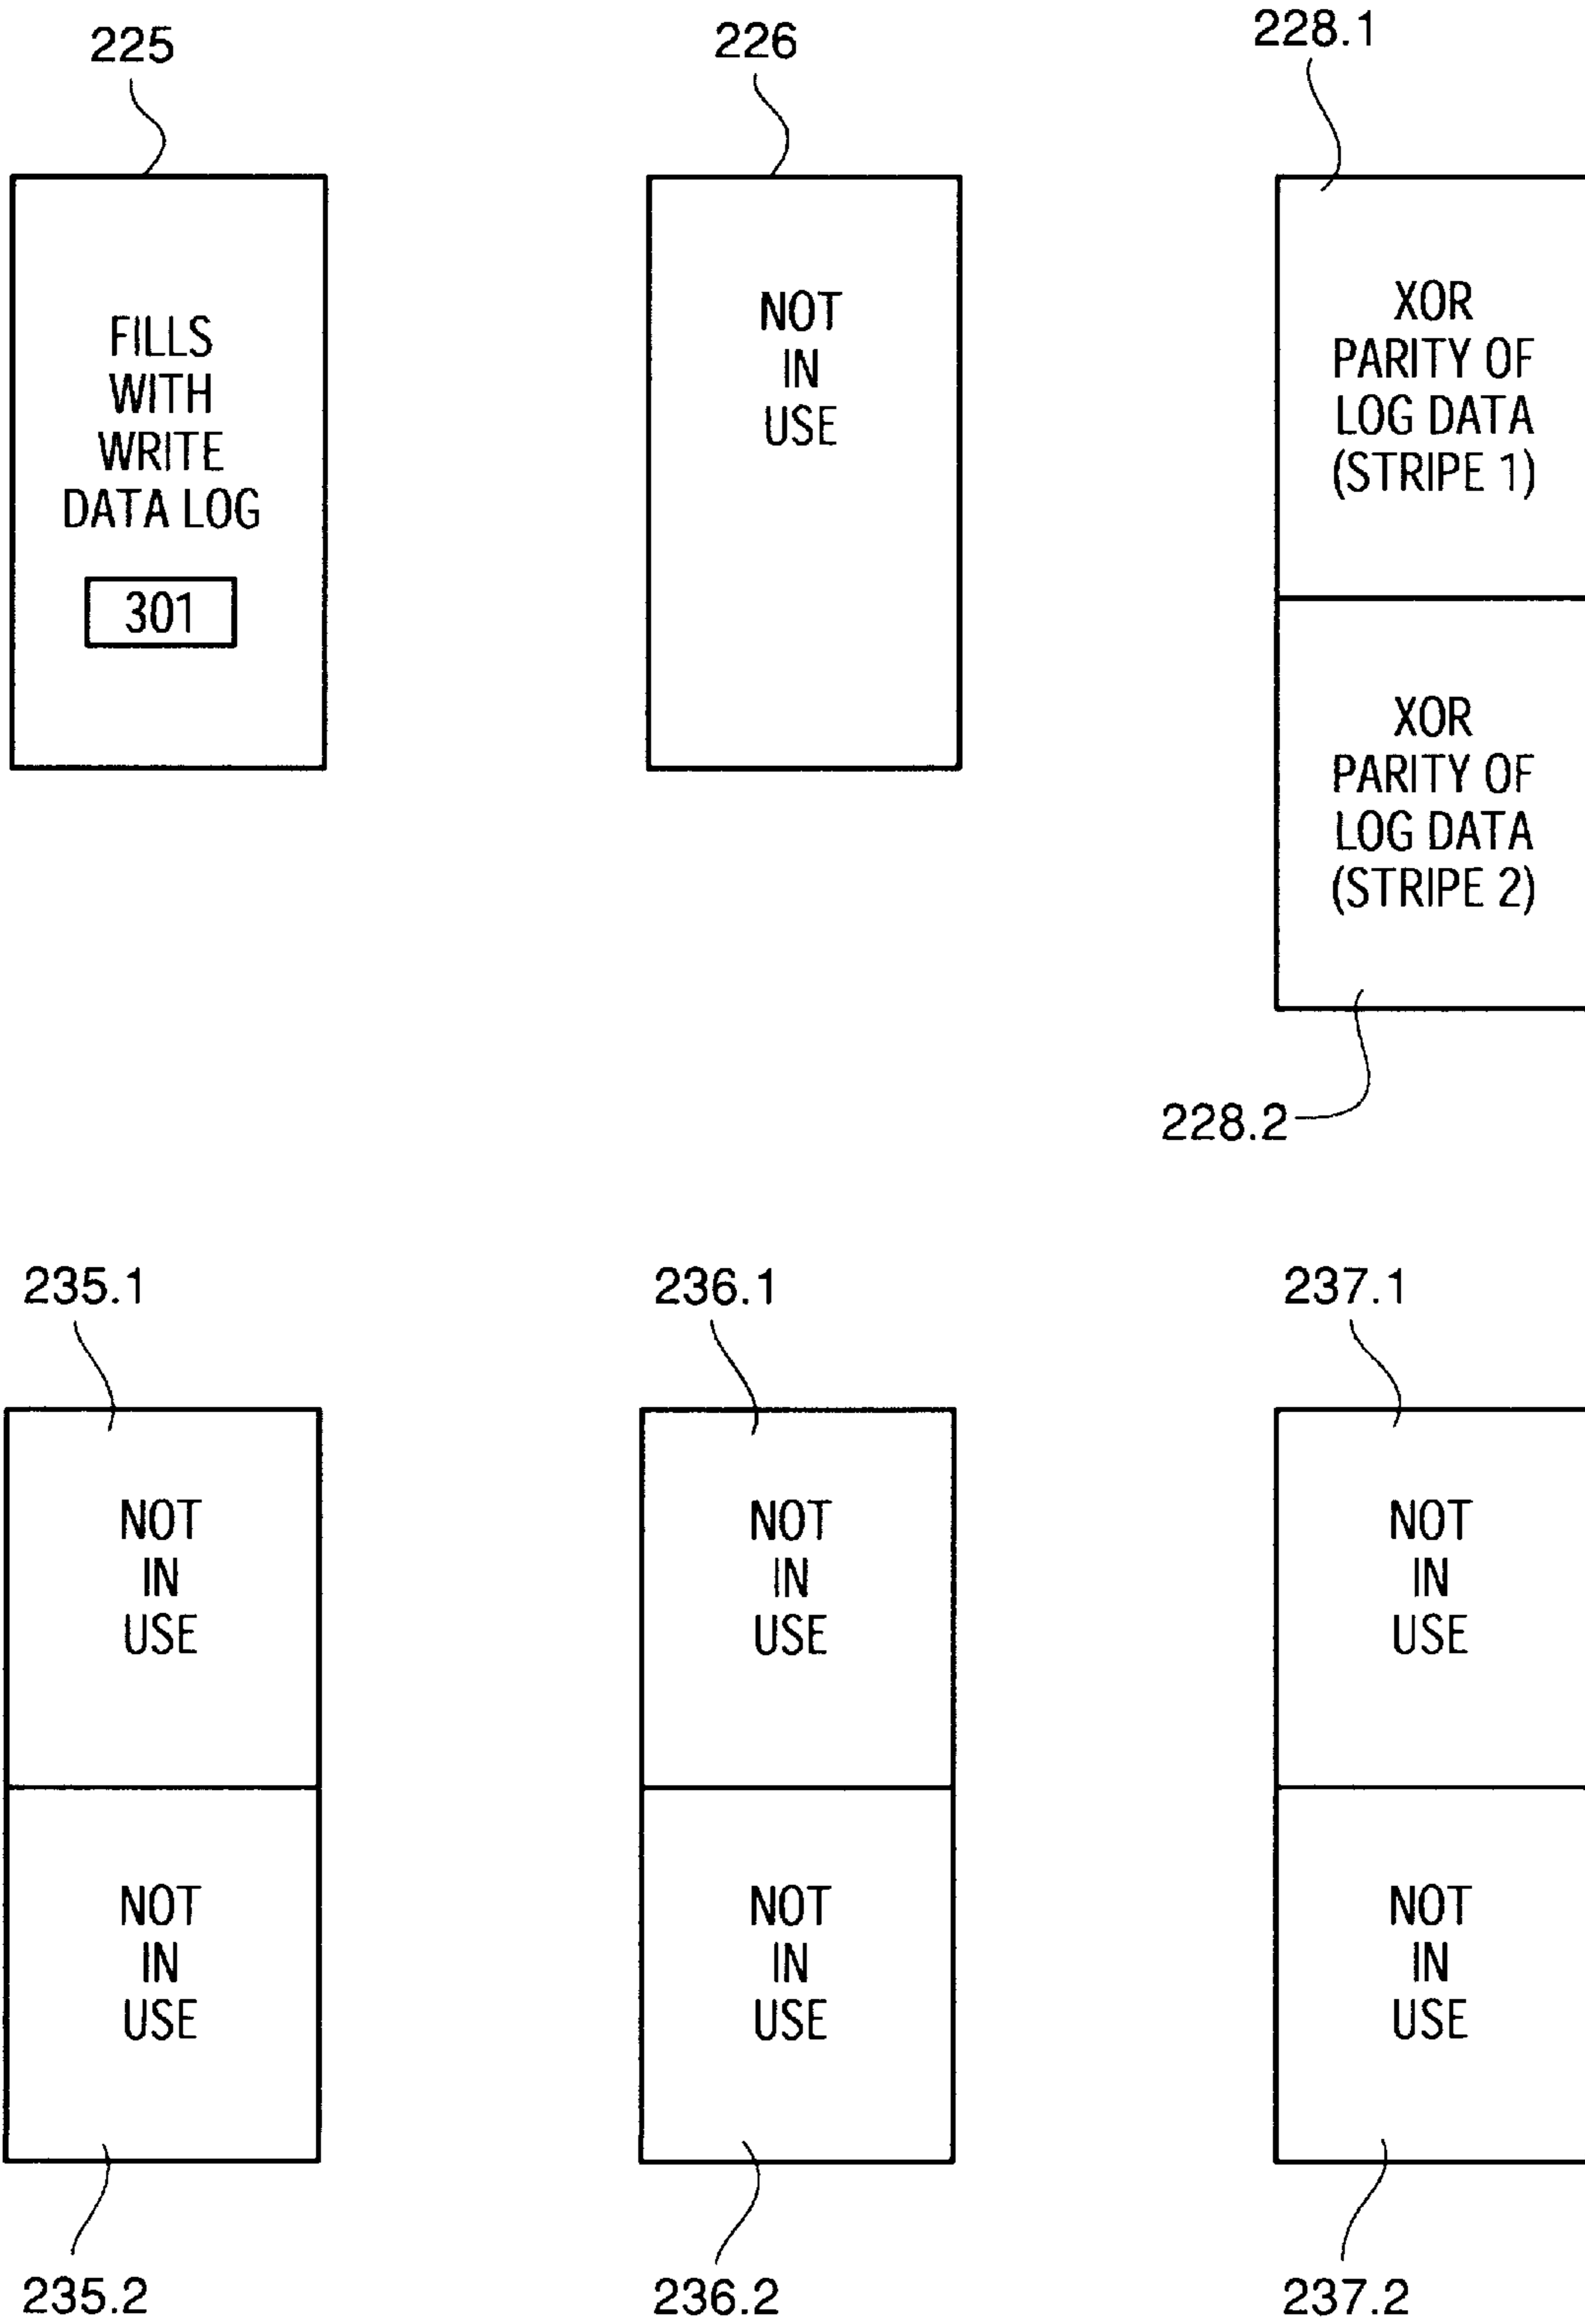 225
226
228.1
FILLS
WITH
WRITE
DATA LOG
301
NOT
IN
USE
XOR
PARITY OF
LOG DATA
(STRIPE 1)
XOR
PARITY OF
LOG DATA
(STRIPE 2)
228.2
235.1
236.1
237.1
NOT
IN
USE
NOT
IN
USE
NOT
IN
USE
NOT
IN
USE
NOT
IN
USE
NOT
IN
USE
235.2
236.2
237.2